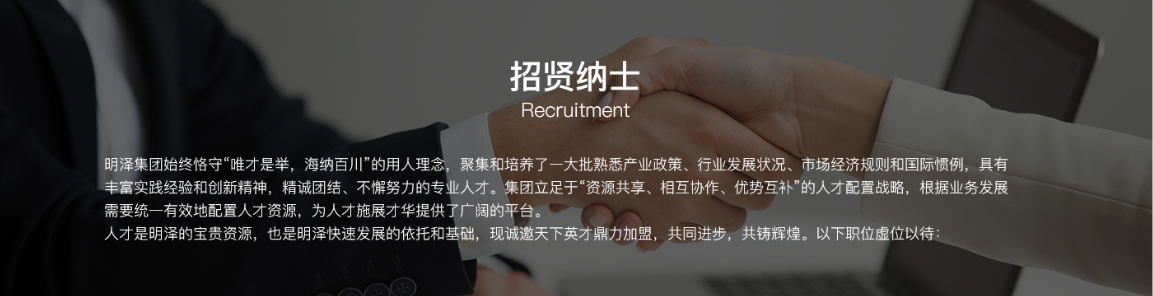 招贤纳士
Recruitment
明泽集团始终恪守“唯才是举，海纳百川”的用人理念，聚集和培养了一大批熟悉产业政策、行业发展状况、市场经济规则和国际惯例，具有
丰富实践经验和创新精神，精诚团结、不懈努力的专业人才。集团立足于“资源共享、相互协作、优势互补”的人才配置战略，根据业务发展
需要统一有效地配置人才资源，为人才施展才华提供了广阔的平台。
人才是明泽的宝贵资源，也是明泽快速发展的依托和基础，现诚邀天下英才鼎力加盟，共同进步，共铸辉煌。以下职位虚位以待：